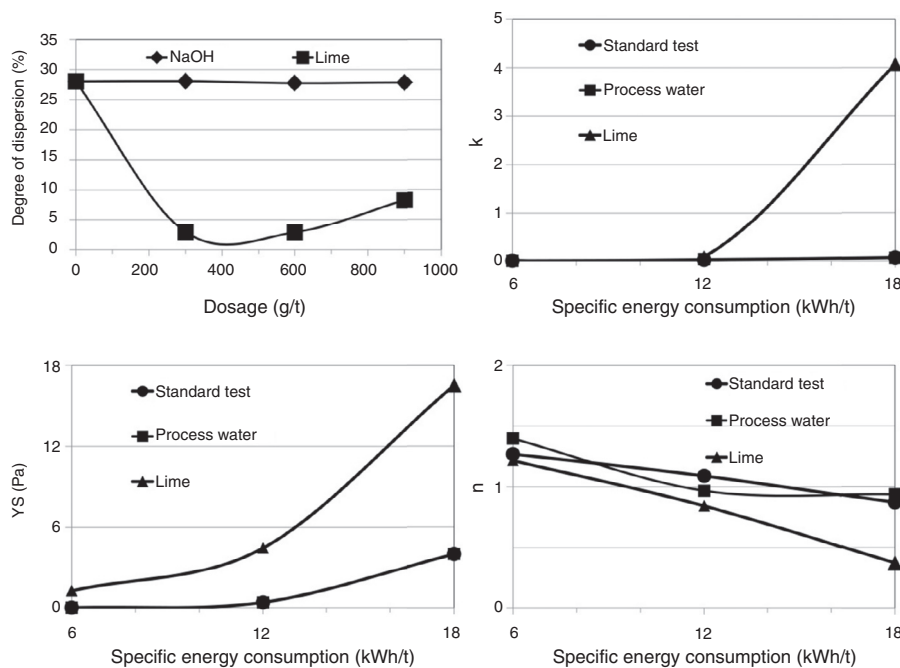 Degree of dispersion (%)
35
30
25
20
15
10
5
0
NaOH
Lime
0
200
400
600
800
1000
Dosage (g/t)
k
5
4
3
2
1
0
Standard test
Process water
Lime
6
12
18
Specific energy consumption (kWh/t)
YS (Pa)
18
12
6
0
Standard test
Process water
Lime
6
12
18
Specific energy consumption (kWh/t)
n
2
1
0
Standard test
Process water
Lime
6
12
18
Specific energy consumption (kWh/t)